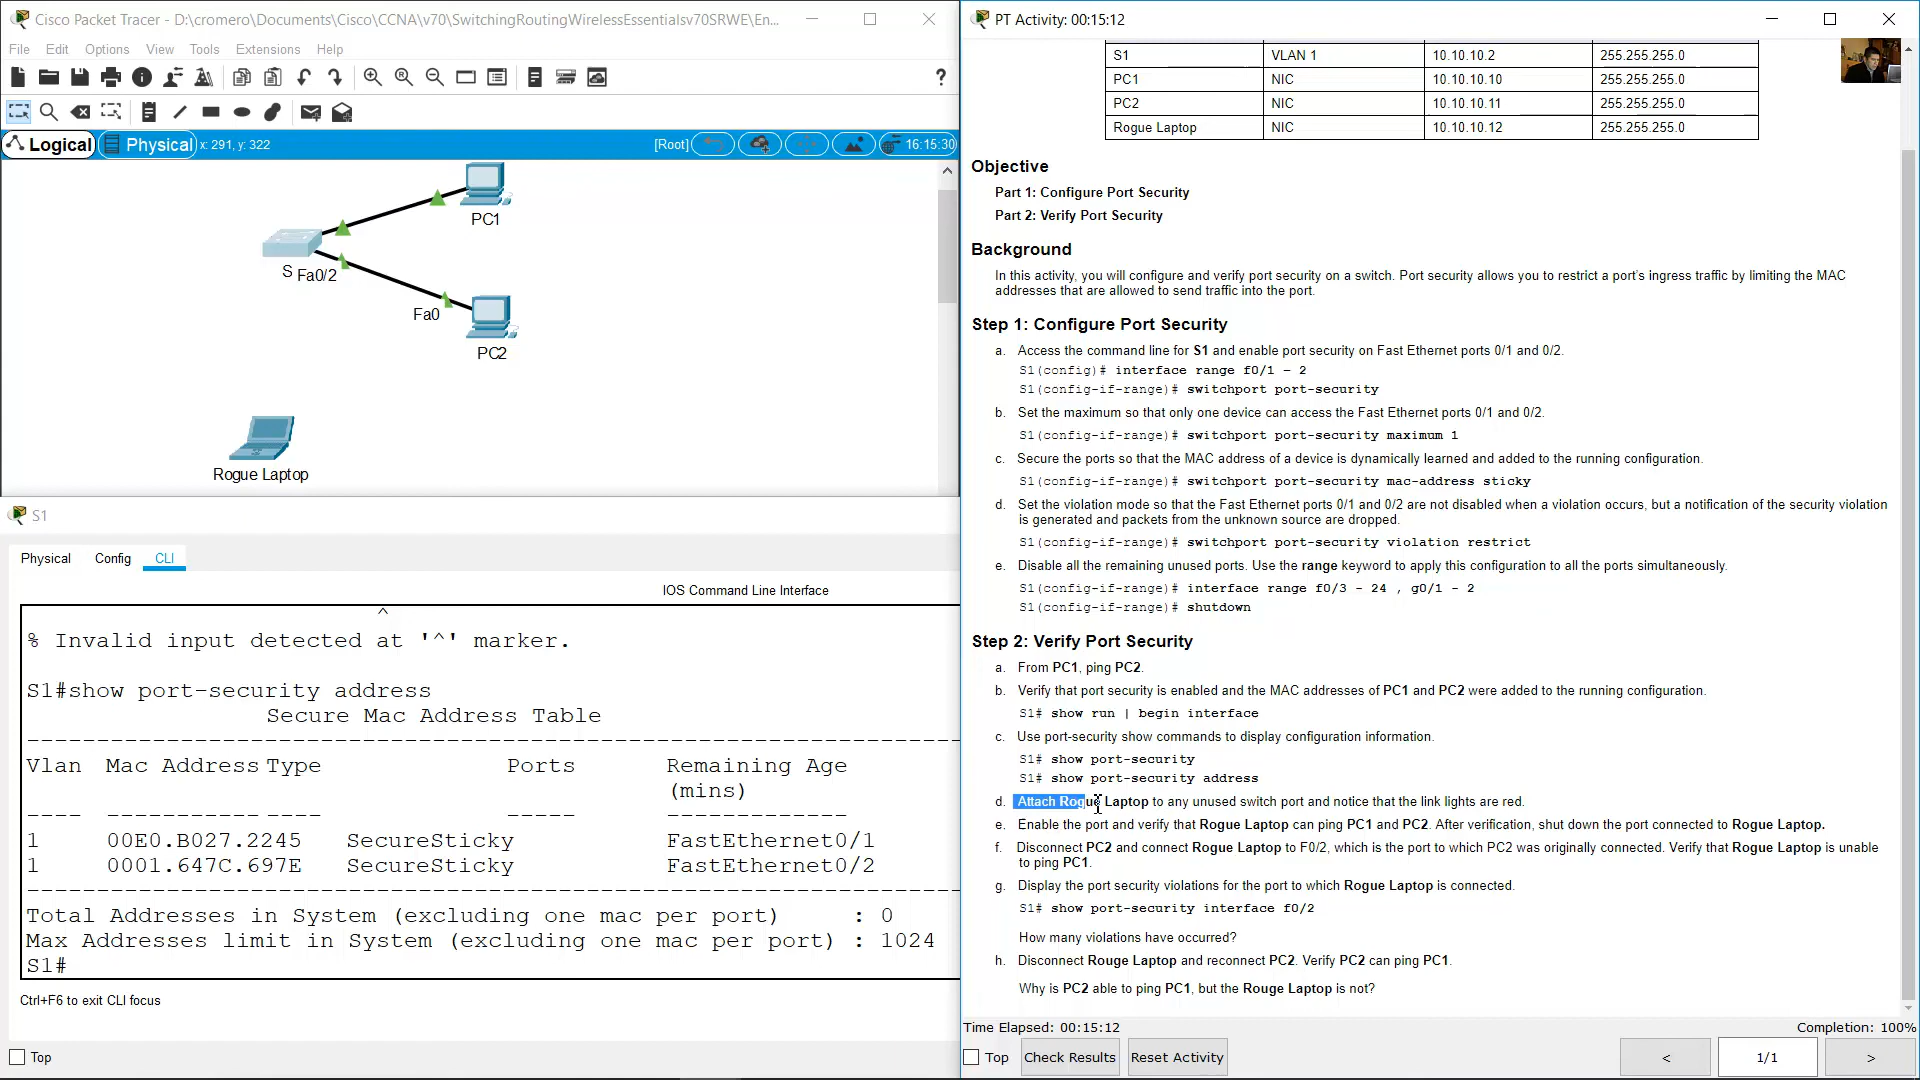 Cisco Packet Tracer - D:\cromero\Documents\Cisco\CCNA\v70\SwitchingRoutingWirelessEssentialsv70SRWE\En...
File Edit Options View Tools Extensions Help
Logical Physical x: 291, y: 322 [Root] 16:15:30
PC1
S Fa0/2
Fa0
PC2
Rogue Laptop
S1
Physical Config CLI
IOS Command Line Interface
^
% Invalid input detected at '^' marker.
S1#show port-security address
Secure Mac Address Table
-----------------------------------------------------------
Vlan Mac Address Type Ports Remaining Age
(mins)
---- ----------- ---- ----- -------------
1 00E0.B027.2245 SecureSticky FastEthernet0/1
1 0001.647C.697E SecureSticky FastEthernet0/2
-----------------------------------------------------------
Total Addresses in System (excluding one mac per port) : 0
Max Addresses limit in System (excluding one mac per port) : 1024
S1#
Ctrl+F6 to exit CLI focus
Top
PT Activity: 00:15:12
S1 VLAN 1 10.10.10.2 255.255.255.0
PC1 NIC 10.10.10.10 255.255.255.0
PC2 NIC 10.10.10.11 255.255.255.0
Rogue Laptop NIC 10.10.10.12 255.255.255.0
Objective
Part 1: Configure Port Security
Part 2: Verify Port Security
Background
In this activity, you will configure and verify port security on a switch. Port security allows you to restrict a port's ingress traffic by limiting the MAC
addresses that are allowed to send traffic into the port.
Step 1: Configure Port Security
a. Access the command line for S1 and enable port security on Fast Ethernet ports 0/1 and 0/2.
S1(config)# interface range f0/1 – 2
S1(config-if-range)# switchport port-security
b. Set the maximum so that only one device can access the Fast Ethernet ports 0/1 and 0/2.
S1(config-if-range)# switchport port-security maximum 1
c. Secure the ports so that the MAC address of a device is dynamically learned and added to the running configuration.
S1(config-if-range)# switchport port-security mac-address sticky
d. Set the violation mode so that the Fast Ethernet ports 0/1 and 0/2 are not disabled when a violation occurs, but a notification of the security violation
is generated and packets from the unknown source are dropped.
S1(config-if-range)# switchport port-security violation restrict
e. Disable all the remaining unused ports. Use the range keyword to apply this configuration to all the ports simultaneously.
S1(config-if-range)# interface range f0/3 - 24 , g0/1 - 2
S1(config-if-range)# shutdown
Step 2: Verify Port Security
a. From PC1, ping PC2.
b. Verify that port security is enabled and the MAC addresses of PC1 and PC2 were added to the running configuration.
S1# show run | begin interface
c. Use port-security show commands to display configuration information.
S1# show port-security
S1# show port-security address
d. Attach Rogue Laptop to any unused switch port and notice that the link lights are red.
e. Enable the port and verify that Rogue Laptop can ping PC1 and PC2. After verification, shut down the port connected to Rogue Laptop.
f. Disconnect PC2 and connect Rogue Laptop to F0/2, which is the port to which PC2 was originally connected. Verify that Rogue Laptop is unable
to ping PC1.
g. Display the port security violations for the port to which Rogue Laptop is connected.
S1# show port-security interface f0/2
How many violations have occurred?
h. Disconnect Rouge Laptop and reconnect PC2. Verify PC2 can ping PC1.
Why is PC2 able to ping PC1, but the Rouge Laptop is not?
Time Elapsed: 00:15:12 Completion: 100%
Top Check Results Reset Activity < 1/1 >